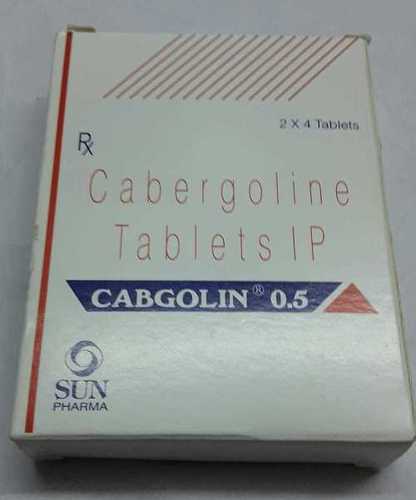 2 X 4 Tablets
Rx
Cabergoline
Tablets IP
CABGOLIN® 0.5
SUN
PHARMA